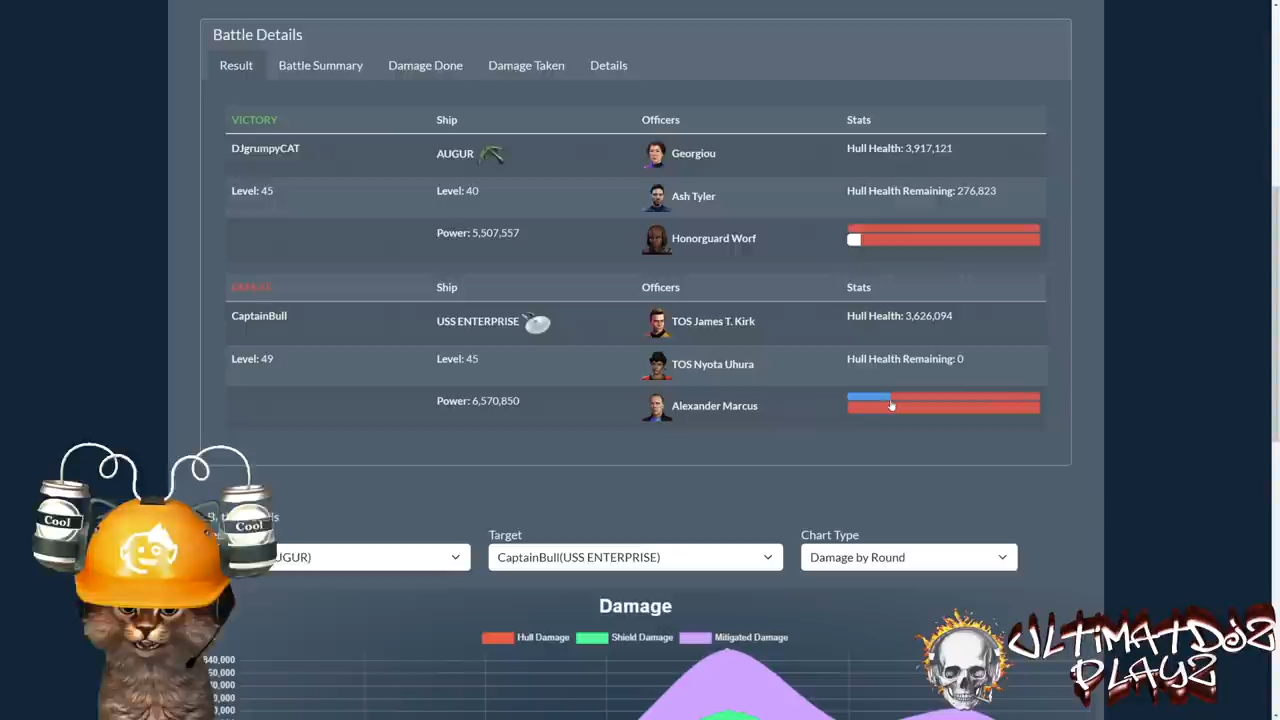 Battle Details
Result Battle Summary Damage Done Damage Taken Details
VICTORY Ship Officers Stats
DJgrumpyCAT AUGUR Georgiou Hull Health: 3,917,121
Level: 45 Level: 40 Ash Tyler Hull Health Remaining: 276,823
Power: 5,507,557 Honorguard Worf
DEFEAT Ship Officers Stats
CaptainBull USS ENTERPRISE TOS James T. Kirk Hull Health: 3,626,094
Level: 49 Level: 45 TOS Nyota Uhura Hull Health Remaining: 0
Power: 6,570,850 Alexander Marcus
Cool Cool
Target Chart Type
AUGUR) CaptainBull(USS ENTERPRISE) Damage by Round
Damage
Hull Damage Shield Damage Mitigated Damage
ULTIMATDJZ
PLAYZ